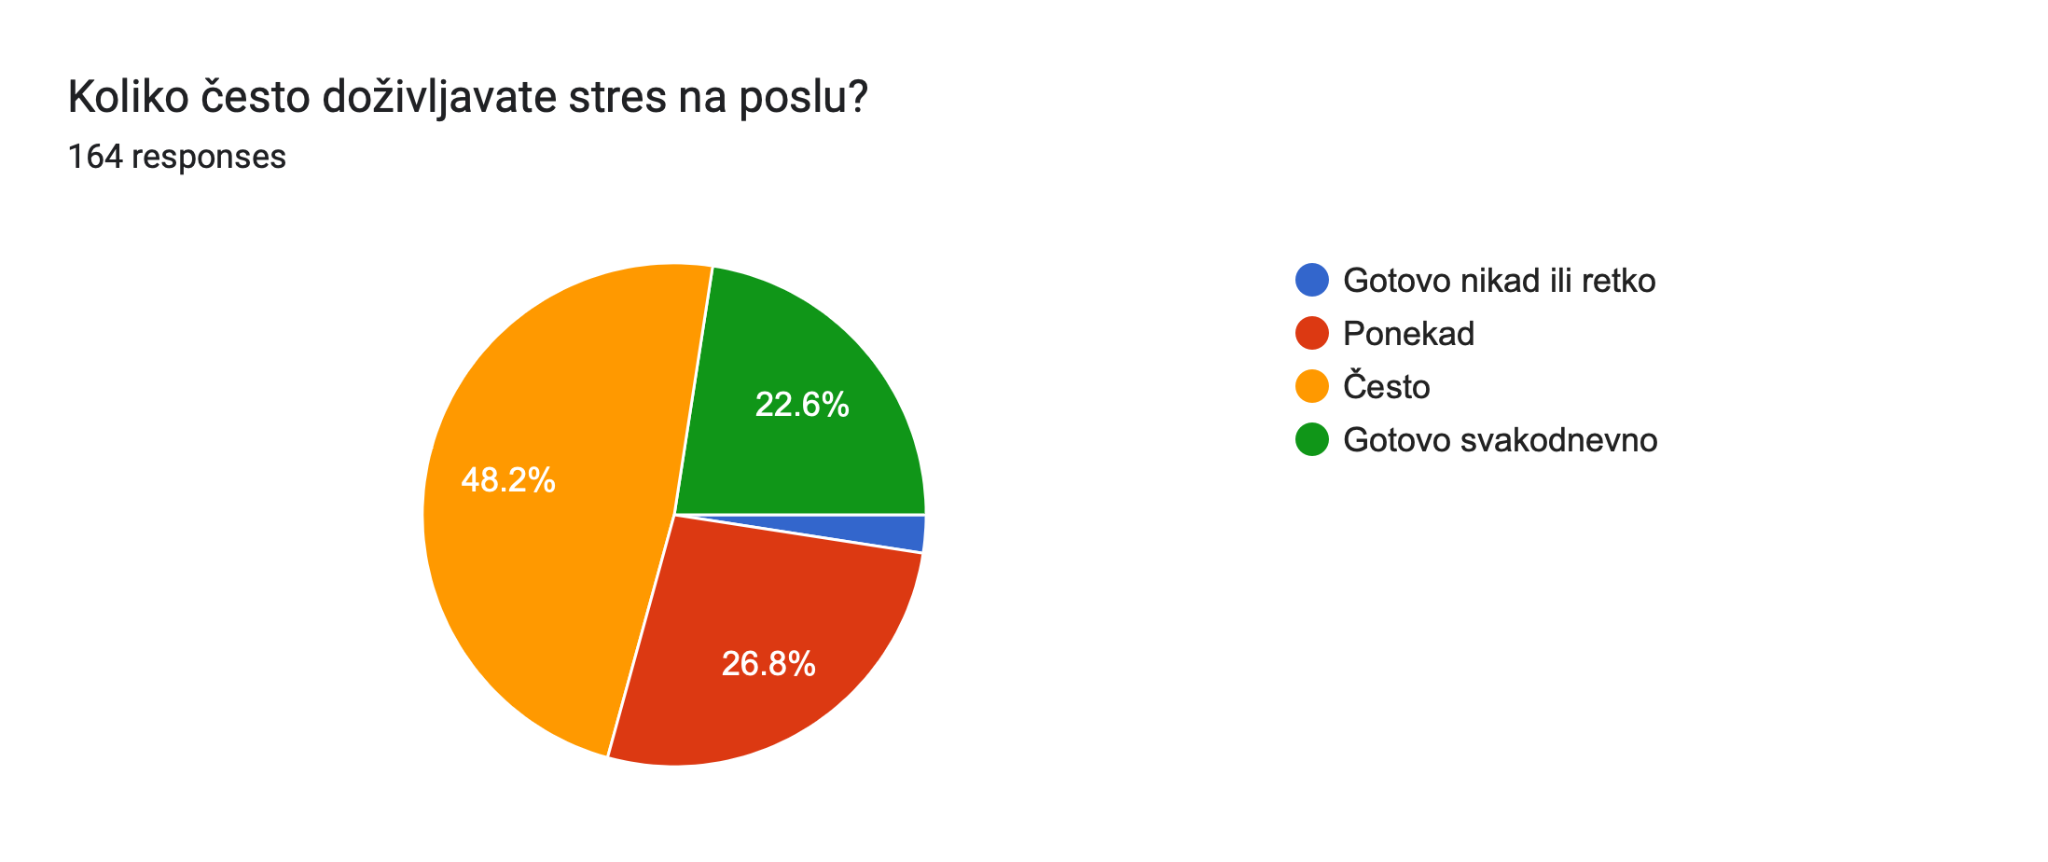 Koliko često doživljavate stres na poslu?
164 responses
22.6%
48.2%
26.8%
Gotovo nikad ili retko
Ponekad
Često
Gotovo svakodnevno